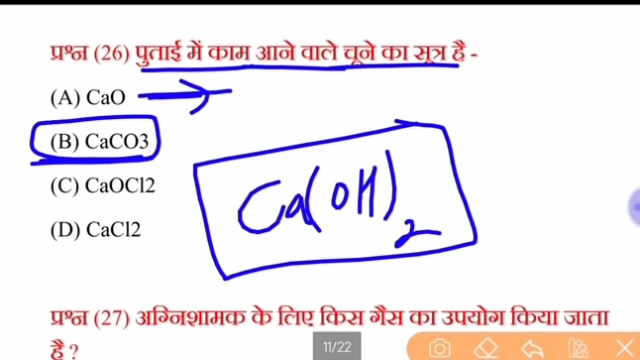 प्रश्न (26) पुताई में काम आने वाले चूने का सूत्र है -
(A) CaO
(B) CaCO3
Ca(OH)2
(C) CaOCl2
(D) CaCl2
प्रश्न (27) अग्निशामक के लिए किस गैस का उपयोग किया जाता
है ?
11/22